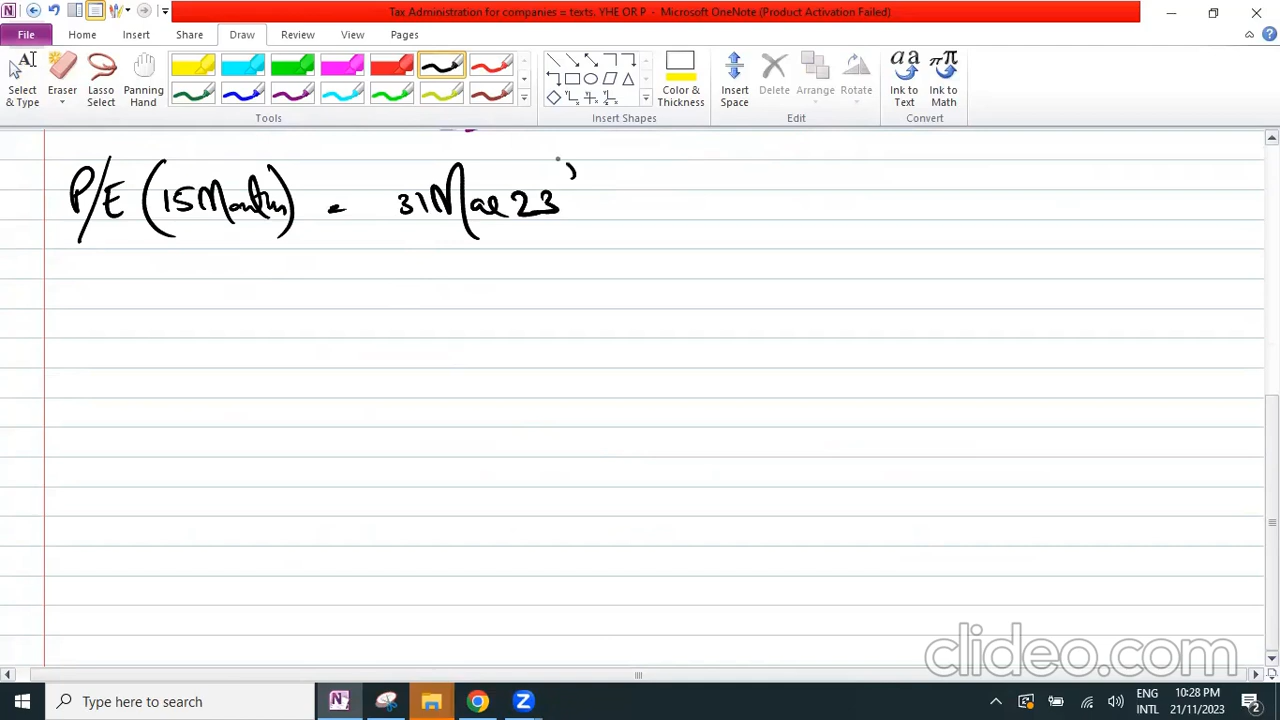 Tax Administration for companies = texts. YHE OR P - Microsoft OneNote (Product Activation Failed)
File Home Insert Share Draw Review View Pages
Select & Type
Eraser
Lasso Select
Panning Hand
Color & Thickness
Insert Space
Delete
Arrange
Rotate
Ink to Text
Ink to Math
Tools Insert Shapes Edit Convert
P/E (15 Months) = 31 Mar 23'
clideo.com
Type here to search
ENG 10:28 PM
INTL 21/11/2023